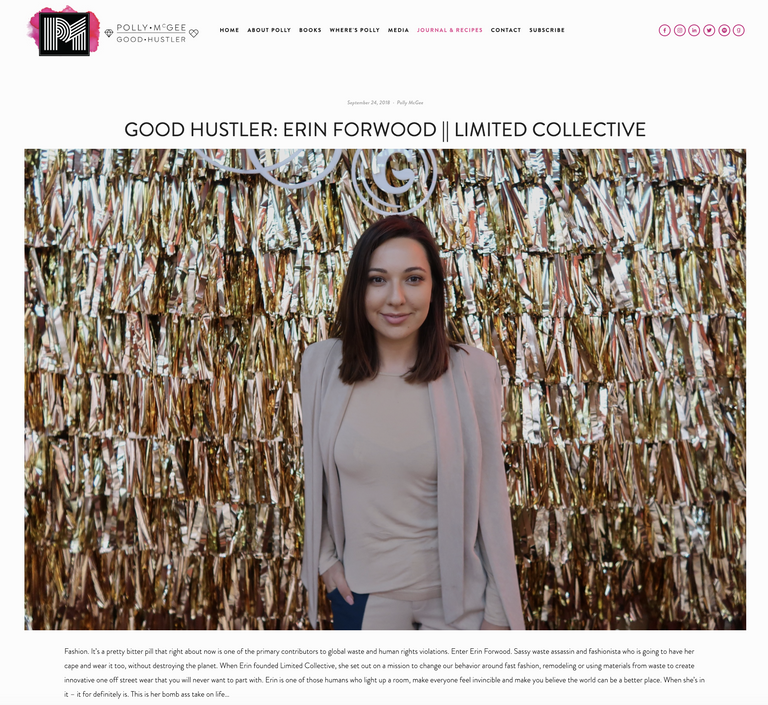 POLLY•McGEE
GOOD•HUSTLER
HOME ABOUT POLLY BOOKS WHERE'S POLLY MEDIA JOURNAL & RECIPES CONTACT SUBSCRIBE
September 24, 2018 · Polly McGee
GOOD HUSTLER: ERIN FORWOOD || LIMITED COLLECTIVE
Fashion. It's a pretty bitter pill that right about now is one of the primary contributors to global waste and human rights violations. Enter Erin Forwood. Sassy waste assassin and fashionista who is going to have her
cape and wear it too, without destroying the planet. When Erin founded Limited Collective, she set out on a mission to change our behavior around fast fashion, remodeling or using materials from waste to create
innovative one off street wear that you will never want to part with. Erin is one of those humans who light up a room, make everyone feel invincible and make you believe the world can be a better place. When she's in
it – it for definitely is. This is her bomb ass take on life...